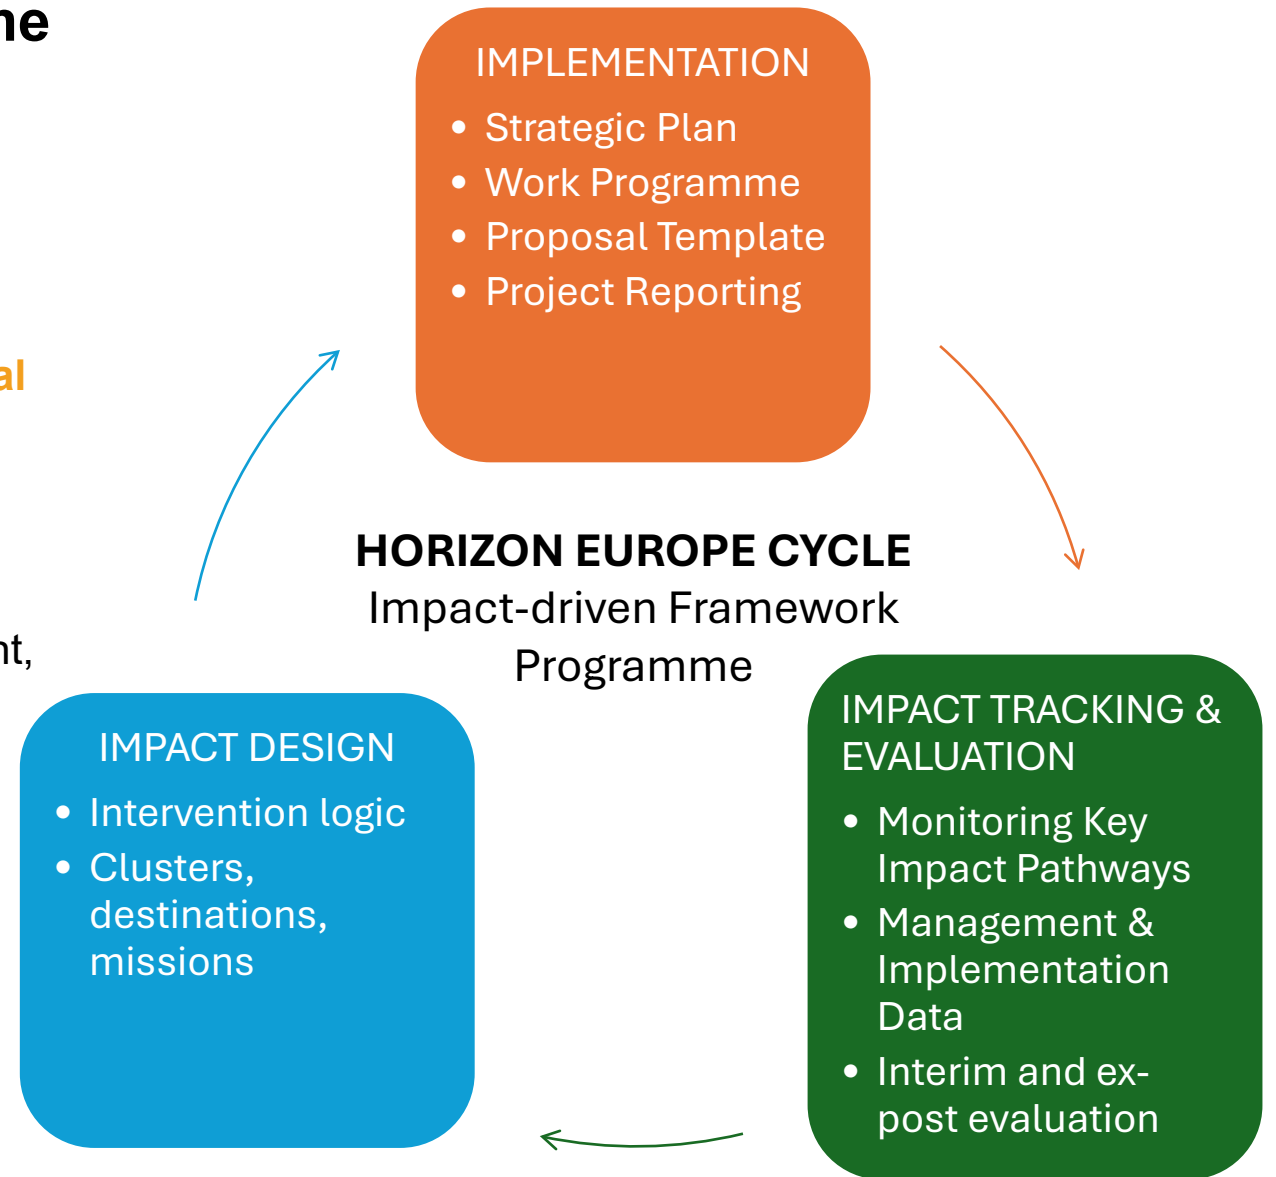 ne
IMPLEMENTATION
• Strategic Plan
• Work Programme
• Proposal Template
• Project Reporting
al
HORIZON EUROPE CYCLE
Impact-driven Framework
Programme
nt,
IMPACT DESIGN
• Intervention logic
• Clusters,
destinations,
missions
IMPACT TRACKING &
EVALUATION
• Monitoring Key
Impact Pathways
• Management &
Implementation
Data
• Interim and ex-
post evaluation